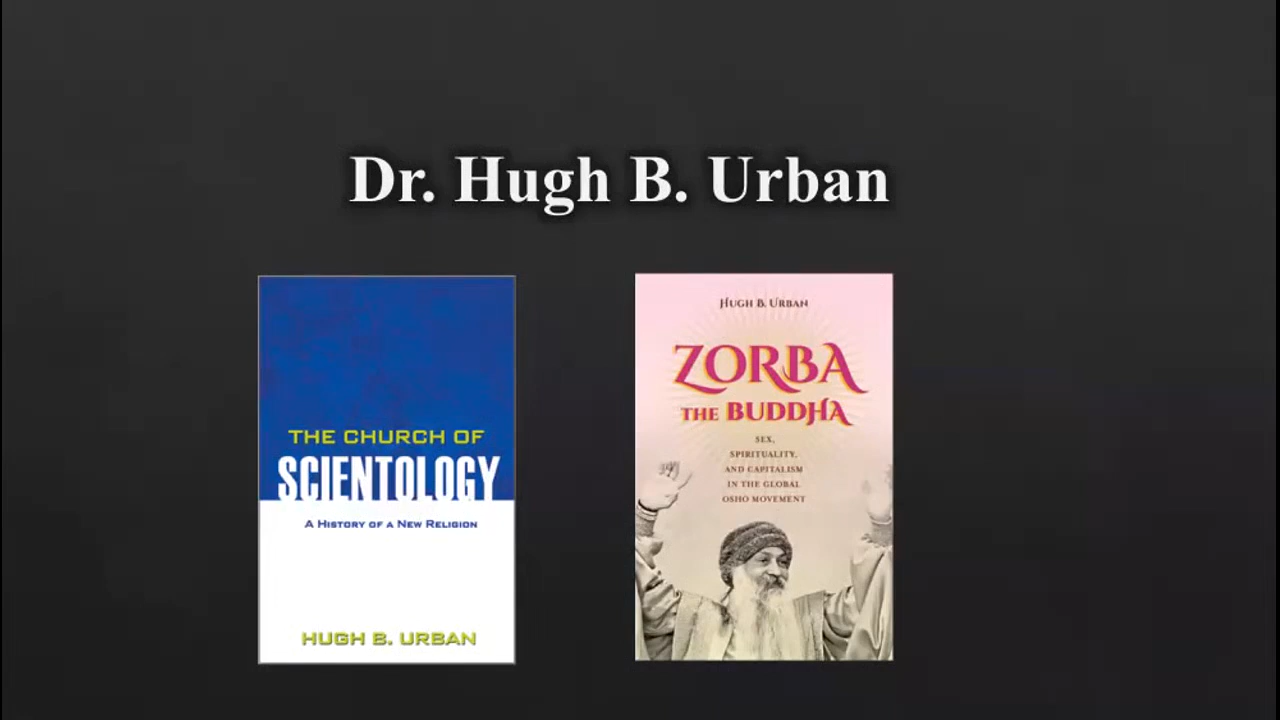 Dr. Hugh B. Urban
THE CHURCH OF
SCIENTOLOGY
A HISTORY OF A NEW RELIGION
HUGH B. URBAN
HUGH B. URBAN
ZORBA
THE BUDDHA
SEX,
SPIRITUALITY,
AND CAPITALISM
IN THE GLOBAL
OSHO MOVEMENT